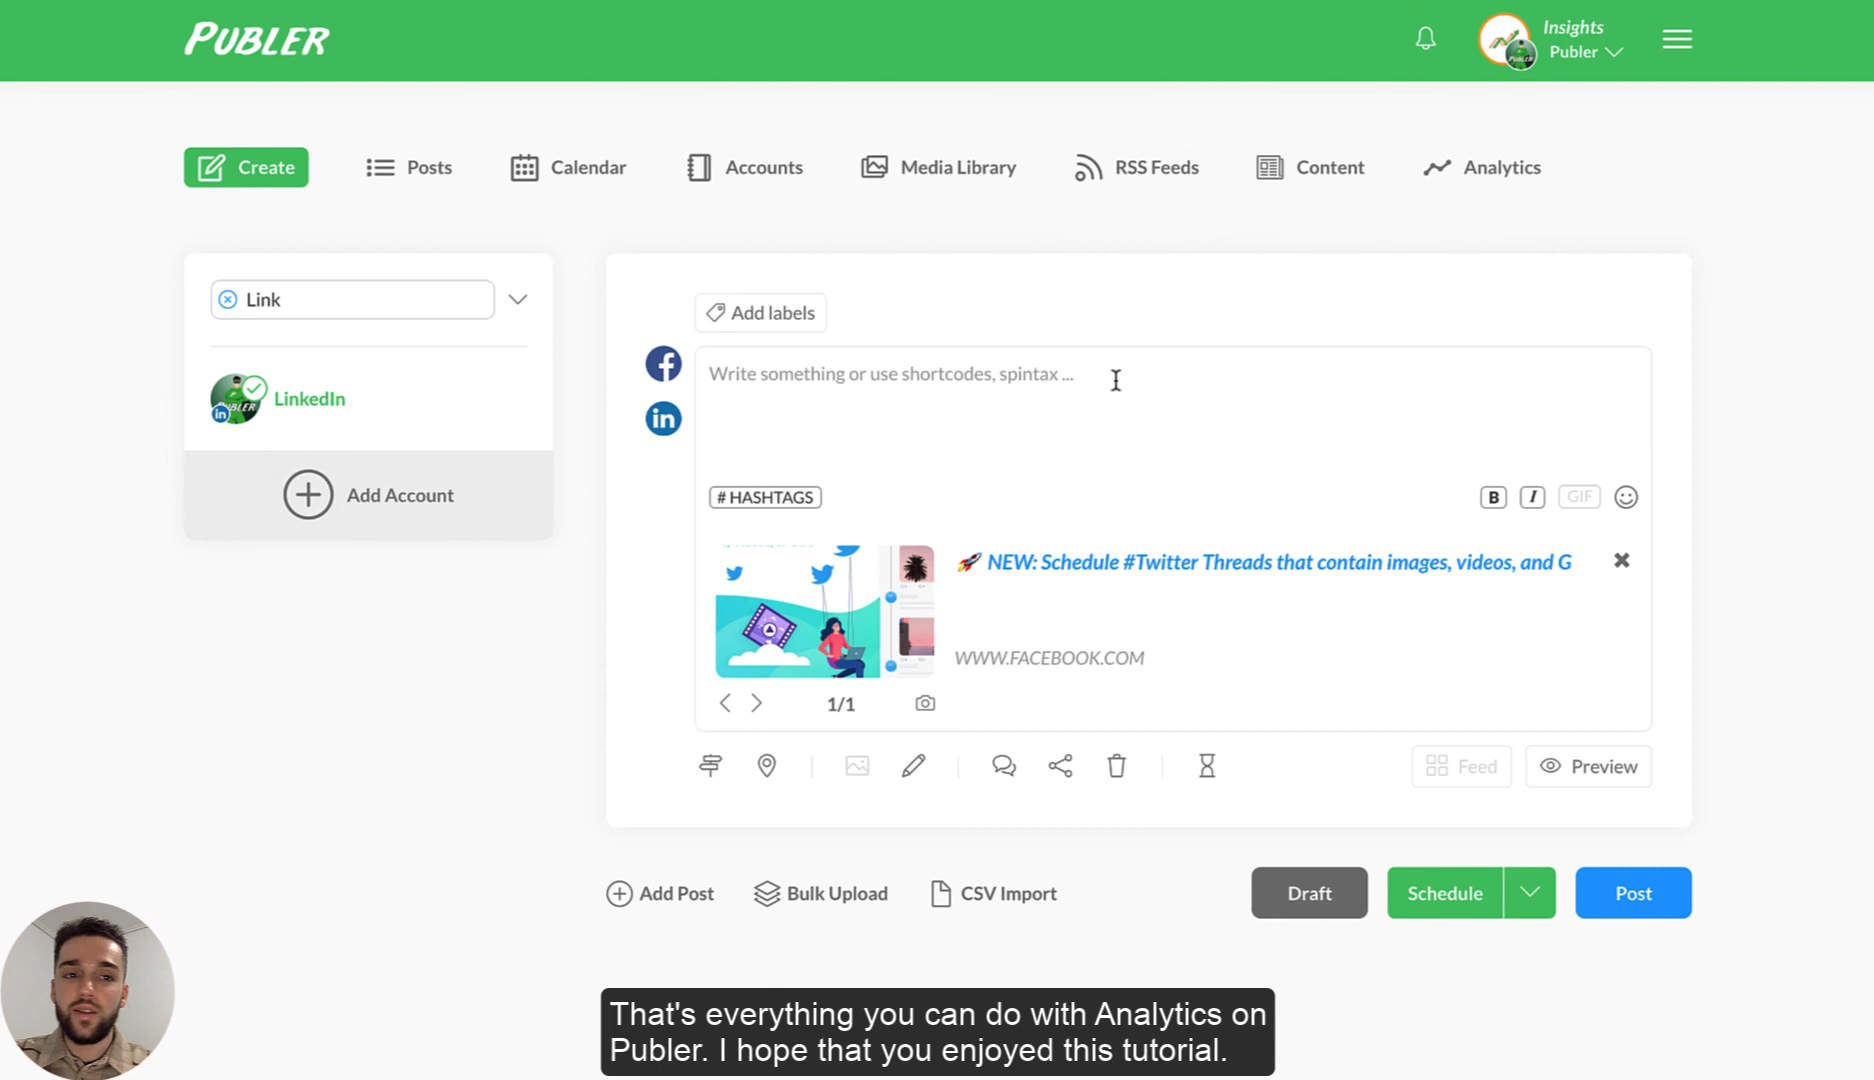 PUBLER
Insights
Publer
Create
Posts
Calendar
Accounts
Media Library
RSS Feeds
Content
Analytics
Link
LinkedIn
Add Account
Add labels
Write something or use shortcodes, spintax ...
# HASHTAGS
B
I
GIF
🚀 NEW: Schedule #Twitter Threads that contain images, videos, and G
WWW.FACEBOOK.COM
1/1
Feed
Preview
Add Post
Bulk Upload
CSV Import
Draft
Schedule
Post
That's everything you can do with Analytics on
Publer. I hope that you enjoyed this tutorial.